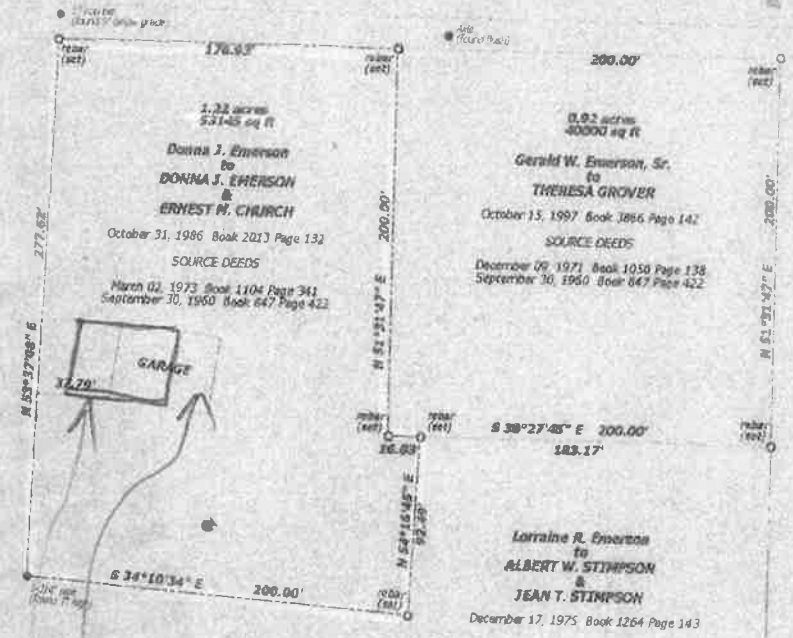 rebar
(set)
176.93'
rebar
(set)
1.22 acres
53145 sq ft
Donna J. Emerson
to
DONNA J. EMERSON
&
ERNEST M. CHURCH
October 31, 1986 Book 2013 Page 132
SOURCE DEEDS
March 02, 1973 Book 1104 Page 341
September 30, 1960 Book 647 Page 422
277.62'
N 53°37'08" E
GARAGE
37.79'
200.00'
N 51°31'47" E
rebar
(set)
16.03'
N 54°16'45" E
92.40'
S 34°10'34" E
200.00'
rebar
(set)
Axle
(found flush)
200.00'
rebar
(set)
0.92 acres
40000 sq ft
Gerald W. Emerson, Sr.
to
THERESA GROVER
October 15, 1997 Book 3866 Page 142
SOURCE DEEDS
December 09, 1971 Book 1050 Page 138
September 30, 1960 Book 647 Page 422
200.00'
N 51°31'47" E
rebar
(set)
S 38°27'45" E 200.00'
183.17'
rebar
(set)
Lorraine R. Emerson
to
ALBERT W. STIMPSON
&
JEAN T. STIMPSON
December 17, 1975 Book 1264 Page 143